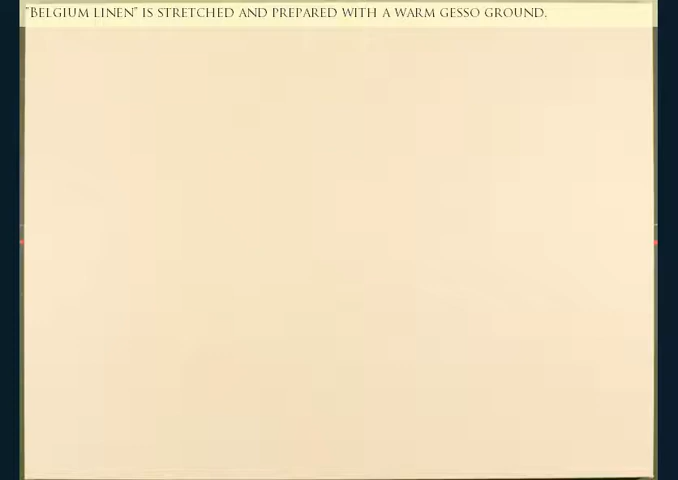 "BELGIUM LINEN" IS STRETCHED AND PREPARED WITH A WARM GESSO GROUND.